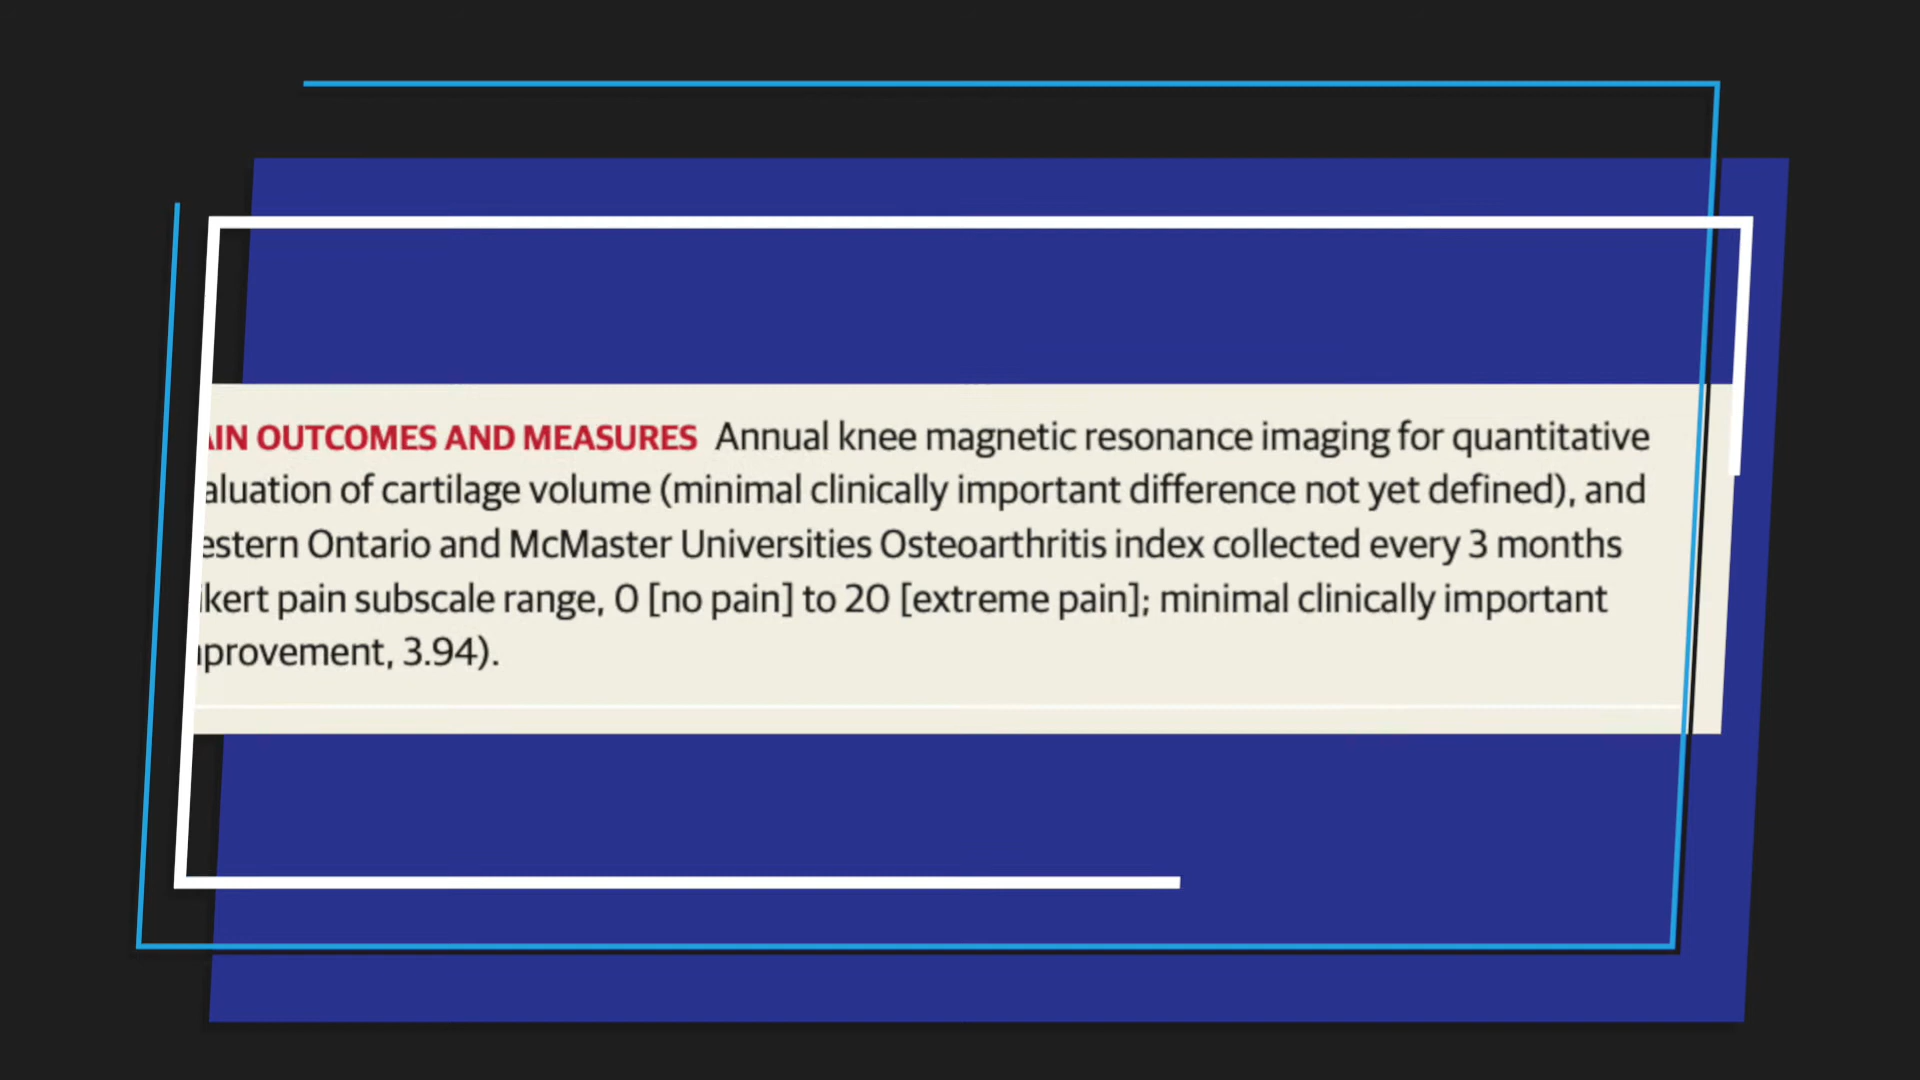 AIN OUTCOMES AND MEASURES Annual knee magnetic resonance imaging for quantitative
aluation of cartilage volume (minimal clinically important difference not yet defined), and
estern Ontario and McMaster Universities Osteoarthritis index collected every 3 months
ikert pain subscale range, 0 [no pain] to 20 [extreme pain]; minimal clinically important
provement, 3.94).